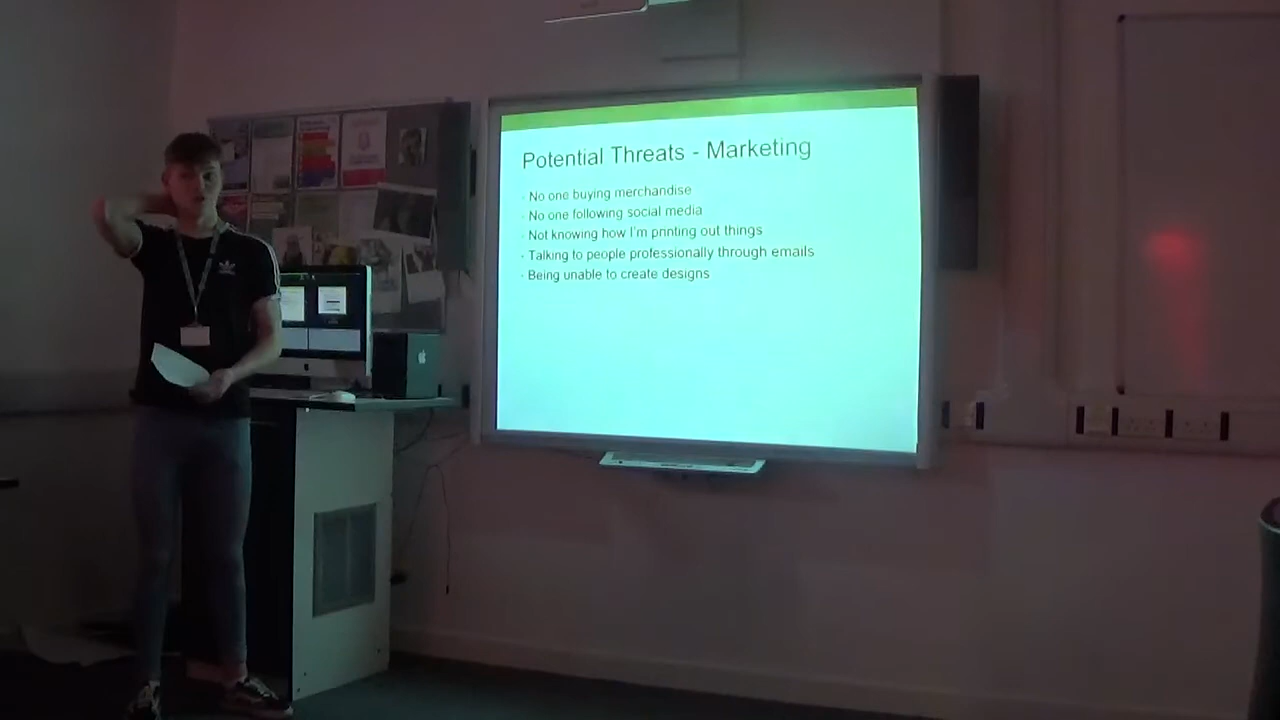 Potential Threats - Marketing
· No one buying merchandise
· No one following social media
· Not knowing how I'm printing out things
· Talking to people professionally through emails
· Being unable to create designs